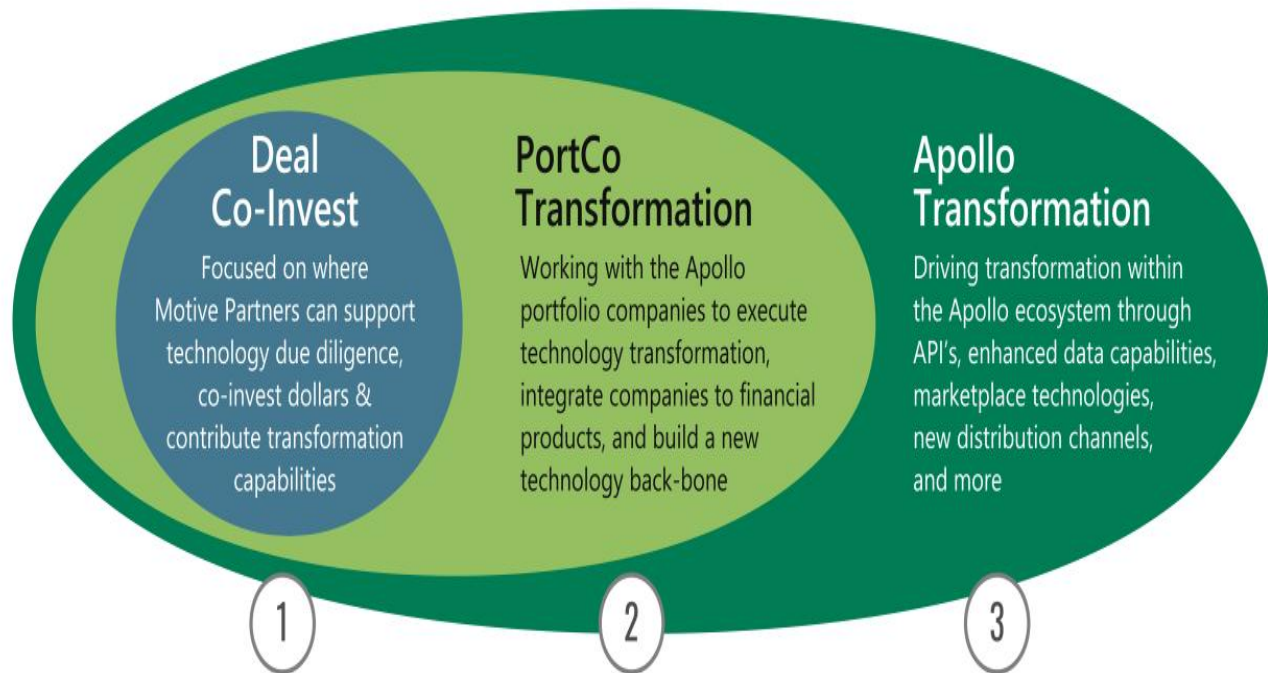 Deal
Co-Invest
Focused on where
Motive Partners can support
technology due diligence,
co-invest dollars &
contribute transformation
capabilities
PortCo
Transformation
Working with the Apollo
portfolio companies to execute
technology transformation,
integrate companies to financial
products, and build a new
technology back-bone
Apollo
Transformation
Driving transformation within
the Apollo ecosystem through
API's, enhanced data capabilities,
marketplace technologies,
new distribution channels,
and more
1
2
3